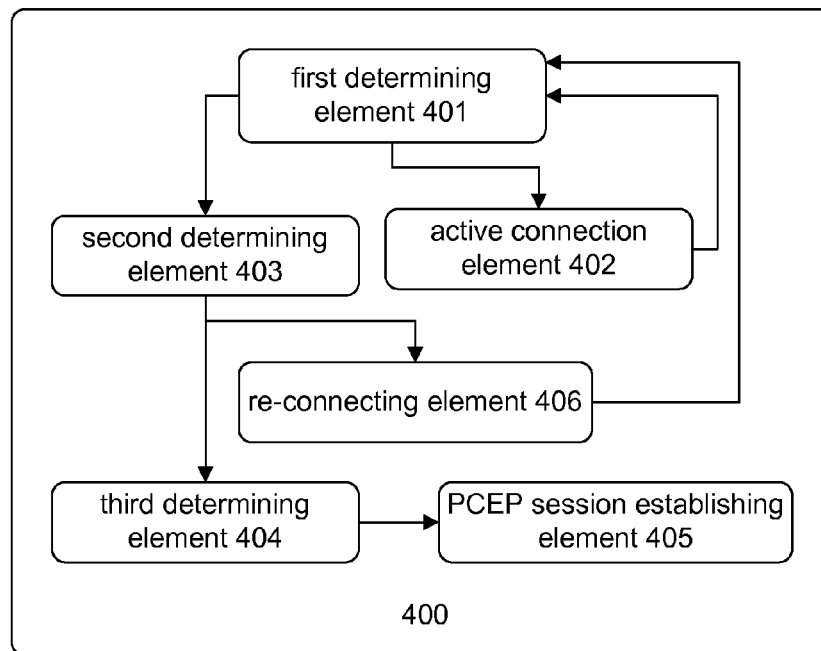 first determining
element 401
second determining
element 403
active connection
element 402
re-connecting element 406
third determining
element 404
PCEP session establishing
element 405
400